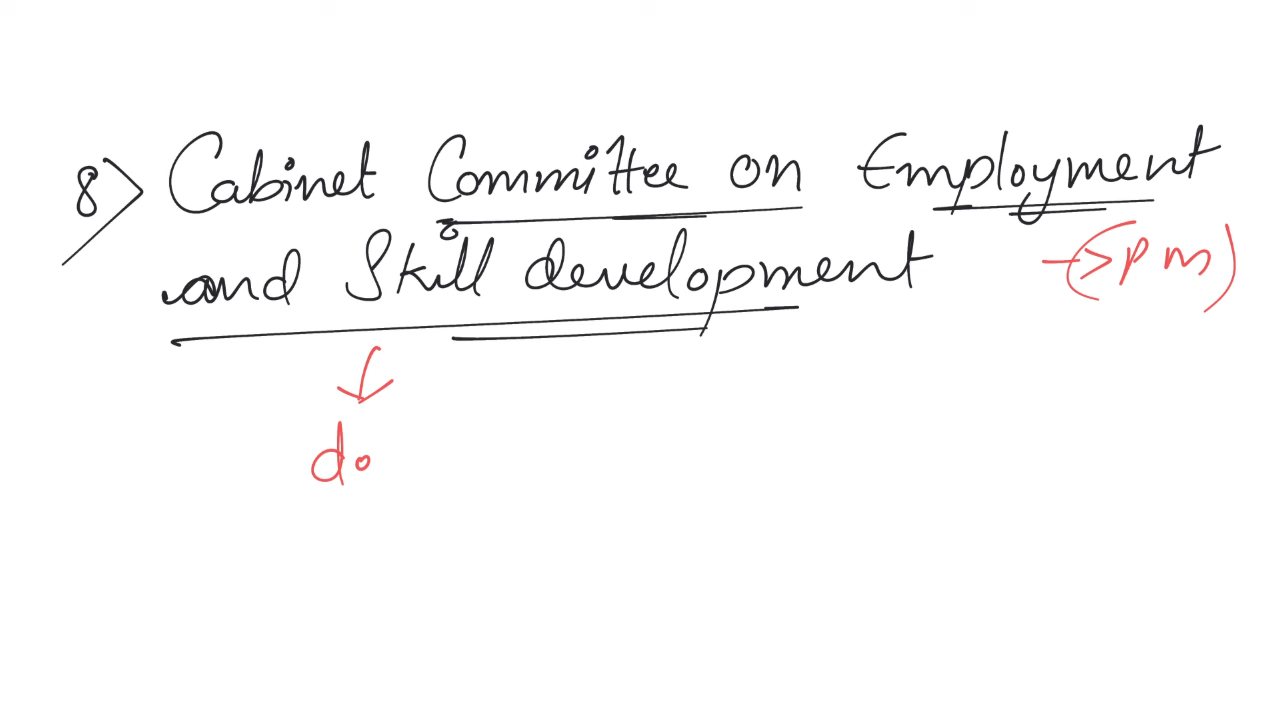 8> Cabinet Committee on Employment
and Skill development
-> (PM)
do